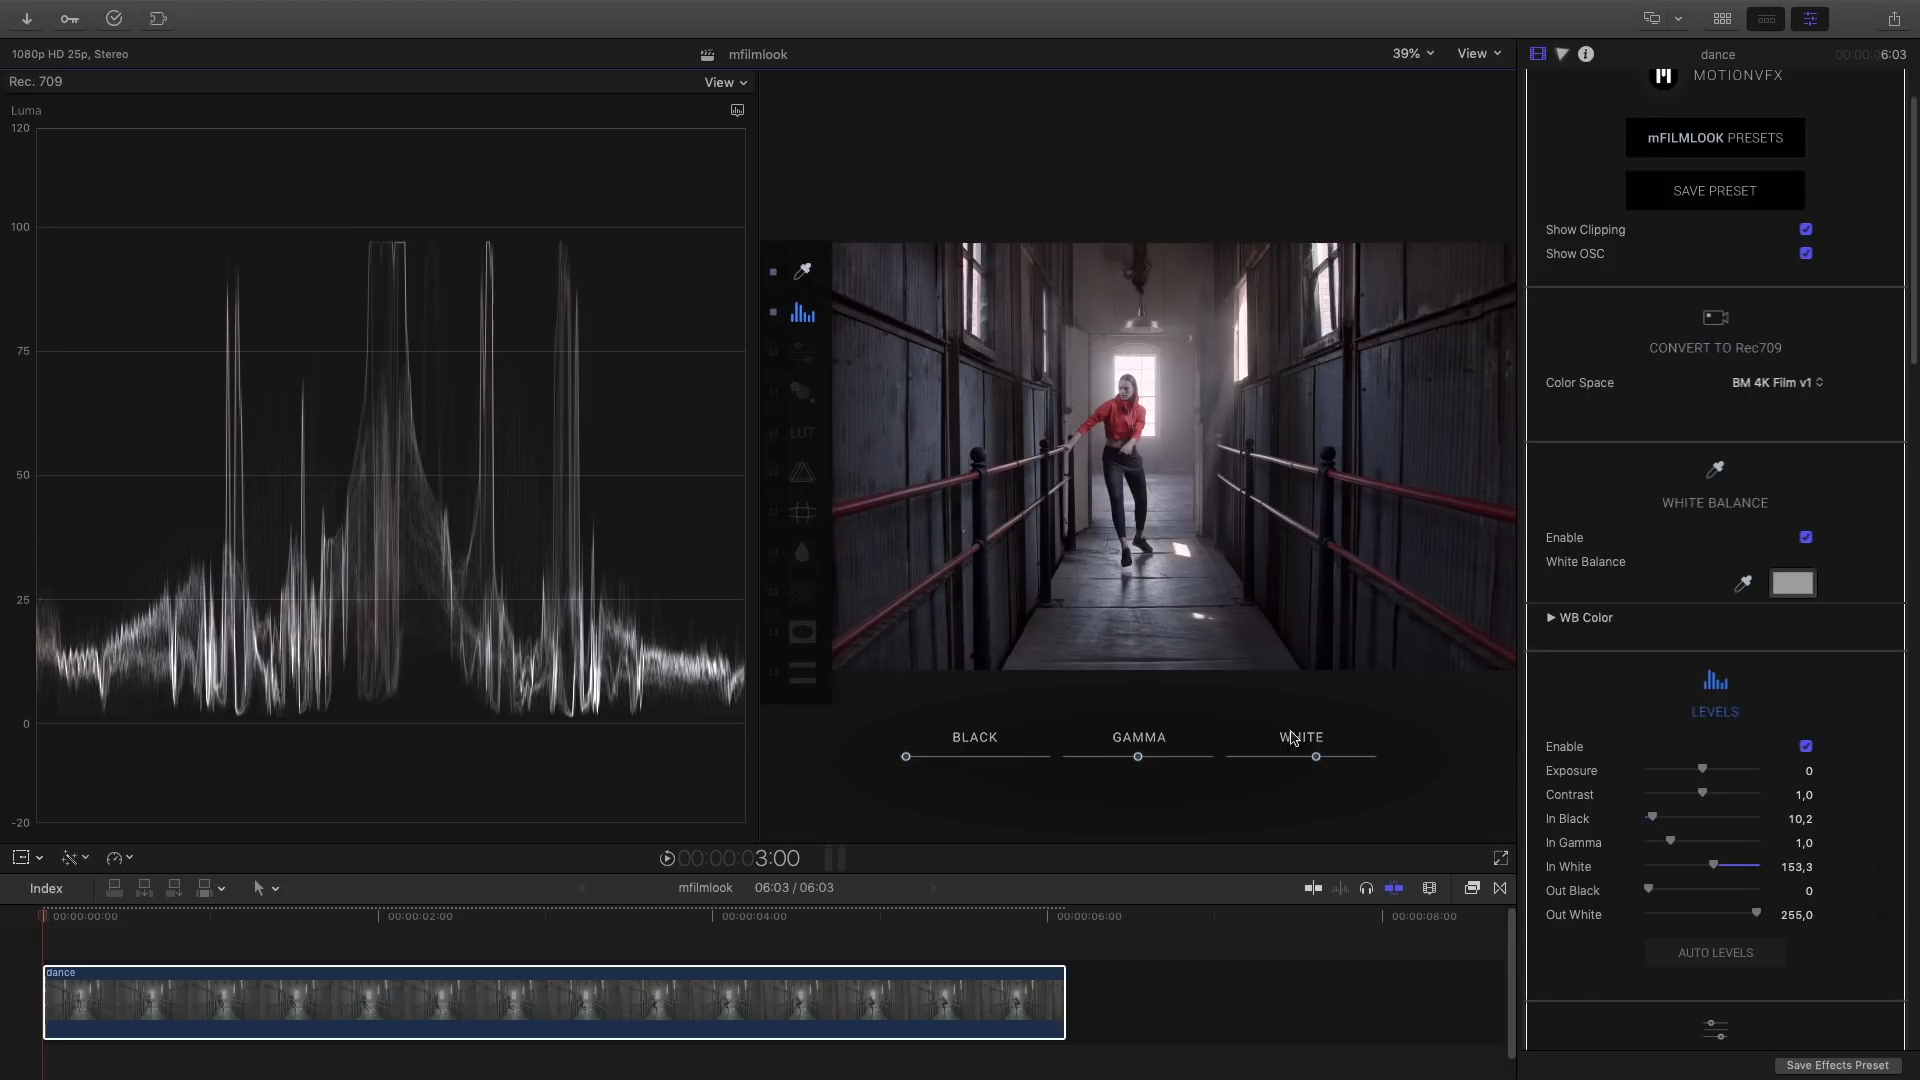 1080p HD 25p, Stereo
mfilmlook
39%
View
dance
00:00:06:03
Rec. 709
View
MOTIONVFX
Luma
120
100
75
50
25
0
-20
mFILMLOOK PRESETS
SAVE PRESET
Show Clipping
Show OSC
CONVERT TO Rec709
Color Space
BM 4K Film v1
WHITE BALANCE
Enable
White Balance
WB Color
LEVELS
Enable
Exposure 0
Contrast 1,0
In Black 10,2
In Gamma 1,0
In White 153,3
Out Black 0
Out White 255,0
AUTO LEVELS
LUT
BLACK
GAMMA
WHITE
00:00:03:00
Index
mfilmlook
06:03 / 06:03
00:00:00:00
00:00:02:00
00:00:04:00
00:00:06:00
00:00:08:00
dance
Save Effects Preset